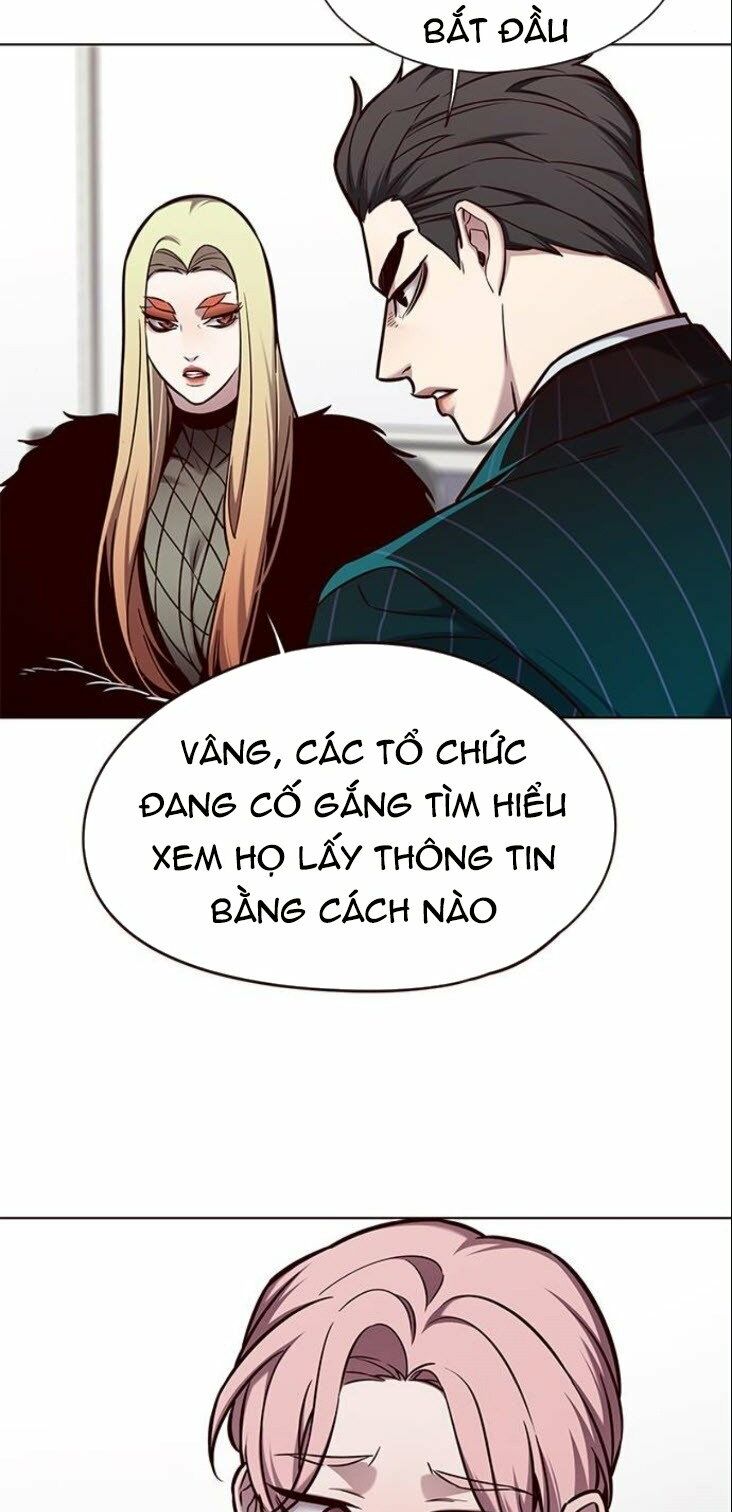 BẮT ĐẦU
VÂNG, CÁC TỔ CHỨC
ĐANG CỐ GẮNG TÌM HIỂU
XEM HỌ LẤY THÔNG TIN
BẰNG CÁCH NÀO